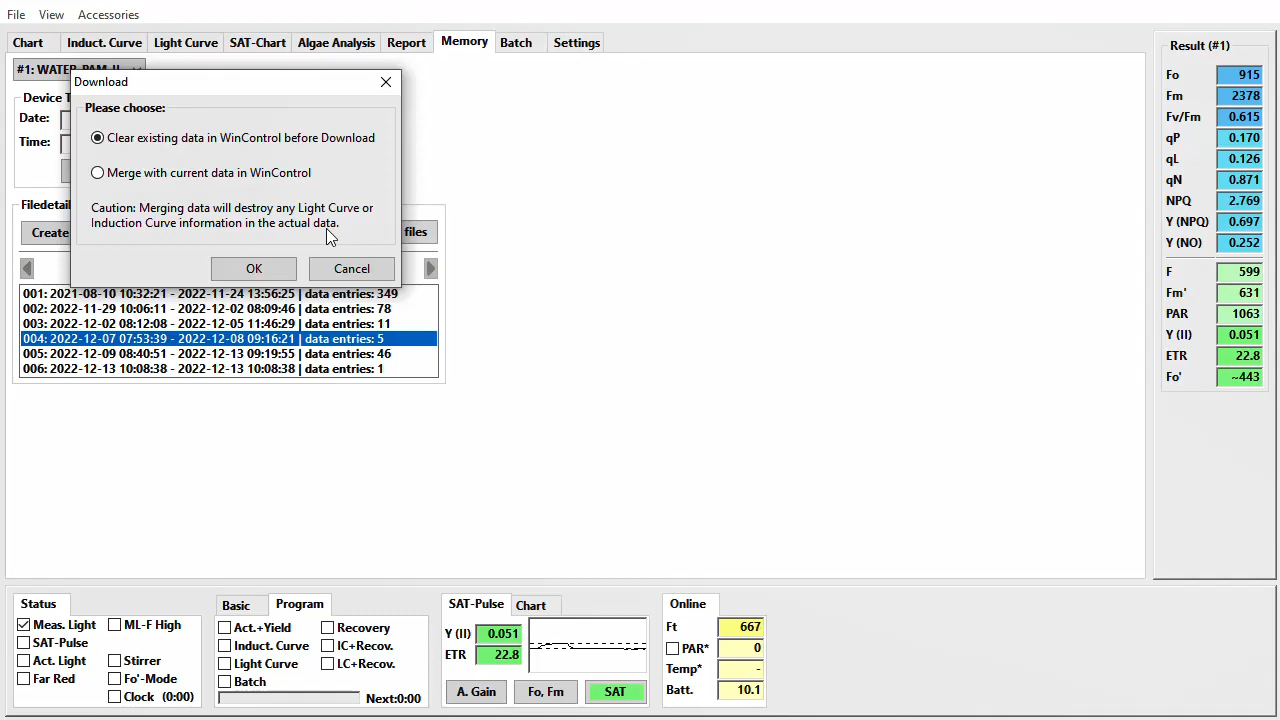 File View Accessories
Chart Induct. Curve Light Curve SAT-Chart Algae Analysis Report Memory Batch Settings
Download
Please choose:
Clear existing data in WinControl before Download
Merge with current data in WinControl
Caution: Merging data will destroy any Light Curve or
Induction Curve information in the actual data.
OK Cancel
#1: WATER-PAM-II
Device T
Date:
Time:
Filedetail
Create
files
001: 2021-08-10 10:32:21 - 2022-11-24 13:56:25 | data entries: 349
002: 2022-11-29 10:06:11 - 2022-12-02 08:09:46 | data entries: 78
003: 2022-12-02 08:12:08 - 2022-12-05 11:46:29 | data entries: 11
004: 2022-12-07 07:53:39 - 2022-12-08 09:16:21 | data entries: 5
005: 2022-12-09 08:40:51 - 2022-12-13 09:19:55 | data entries: 46
006: 2022-12-13 10:08:38 - 2022-12-13 10:08:38 | data entries: 1
Result (#1)
Fo 915
Fm 2378
Fv/Fm 0.615
qP 0.170
qL 0.126
qN 0.871
NPQ 2.769
Y (NPQ) 0.697
Y (NO) 0.252
F 599
Fm' 631
PAR 1063
Y (II) 0.051
ETR 22.8
Fo' ~443
Status
Meas. Light ML-F High
SAT-Pulse
Act. Light Stirrer
Far Red Fo'-Mode
Clock (0:00)
Basic Program
Act.+Yield Recovery
Induct. Curve IC+Recov.
Light Curve LC+Recov.
Batch
Next:0:00
SAT-Pulse Chart
Y (II) 0.051
ETR 22.8
A. Gain Fo, Fm SAT
Online
Ft 667
PAR* 0
Temp* -
Batt. 10.1